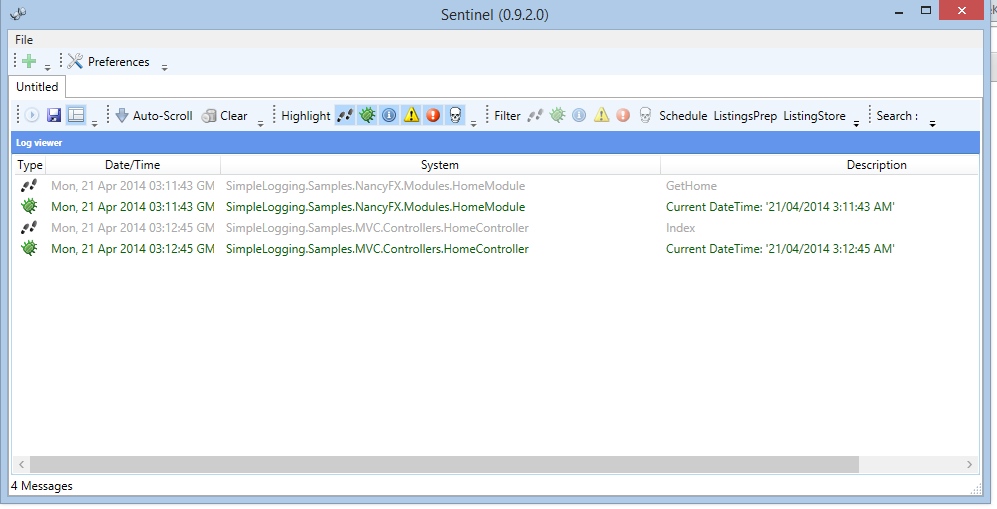 Sentinel (0.9.2.0)
File
Preferences
Untitled
Auto-Scroll Clear Highlight Filter Schedule ListingsPrep ListingStore Search :
Log viewer
Type Date/Time System Description
Mon, 21 Apr 2014 03:11:43 GM SimpleLogging.Samples.NancyFX.Modules.HomeModule GetHome
Mon, 21 Apr 2014 03:11:43 GM SimpleLogging.Samples.NancyFX.Modules.HomeModule Current DateTime: '21/04/2014 3:11:43 AM'
Mon, 21 Apr 2014 03:12:45 GM SimpleLogging.Samples.MVC.Controllers.HomeController Index
Mon, 21 Apr 2014 03:12:45 GM SimpleLogging.Samples.MVC.Controllers.HomeController Current DateTime: '21/04/2014 3:12:45 AM'
4 Messages